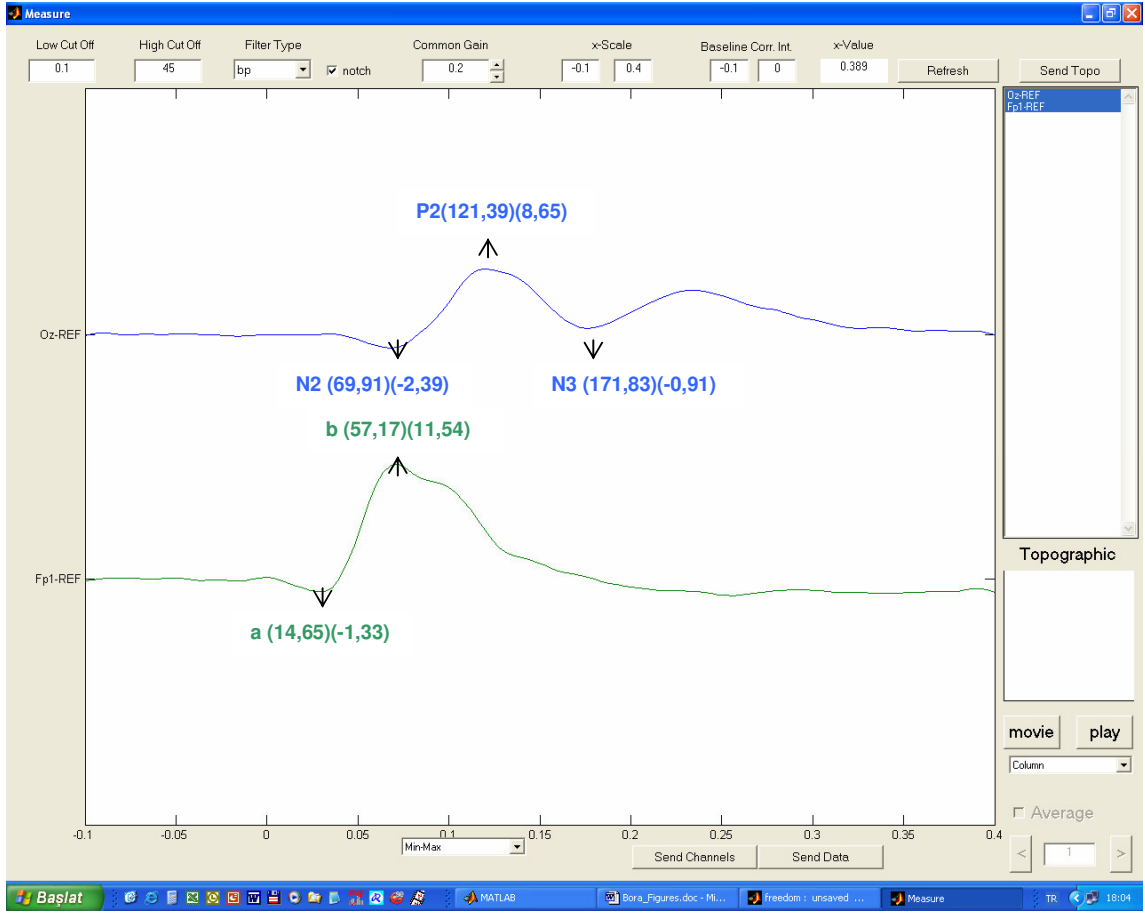 Measure
Low Cut Off High Cut Off Filter Type Common Gain x-Scale Baseline Corr. Int. x-Value
0.1 45 bp notch 0.2 -0.1 0.4 -0.1 0 0.389 Refresh Send Topo
Oz-REF
Fp1-REF
P2(121,39)(8,65)
Oz-REF
N2 (69,91)(-2,39) N3 (171,83)(-0,91)
b (57,17)(11,54)
Topographic
Fp1-REF
a (14,65)(-1,33)
movie play
Column
Average
-0.1 -0.05 0 0.05 0.1 0.15 0.2 0.25 0.3 0.35 0.4
Min-Max
Send Channels Send Data < 1 >
Başlat MATLAB Bora_Figures.doc - Mi... freedom : unsaved ... Measure TR 18:04